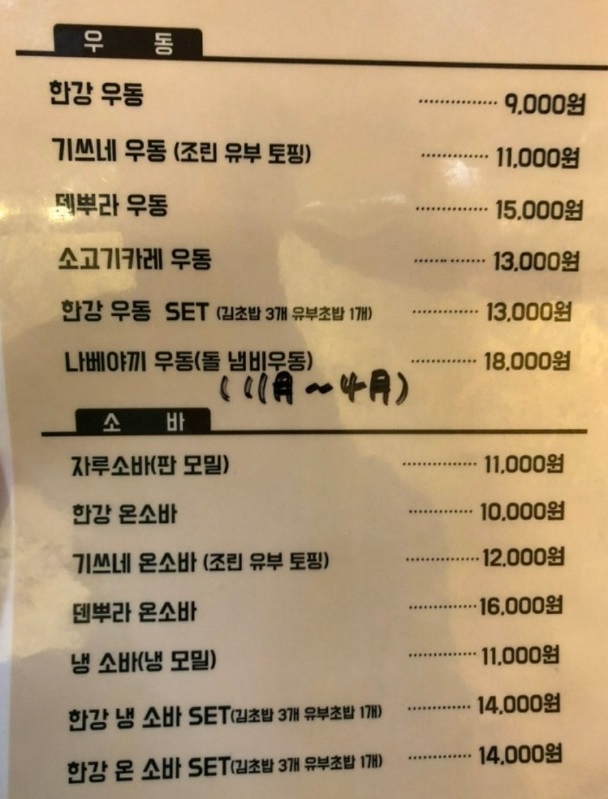 우 동
한강 우동 ················ 9,000원
기쓰네 우동 (조린 유부 토핑) ·············· 11,000원
덴뿌라 우동 ··············· 15,000원
소고기카레 우동 ··············· 13,000원
한강 우동 SET (김초밥 3개 유부초밥 1개) ·············· 13,000원
나베야끼 우동(돌 냄비우동) ·············· 18,000원
(11月~4月)
소 바
자루소바(판 모밀) ················ 11,000원
한강 온소바 ·············· 10,000원
기쓰네 온소바 (조린 유부 토핑) ··············· 12,000원
덴뿌라 온소바 ··············· 16,000원
냉 소바(냉 모밀) ··············· 11,000원
한강 냉 소바 SET(김초밥 3개 유부초밥 1개) ·············· 14,000원
한강 온 소바 SET(김초밥 3개 유부초밥 1개) ·············· 14,000원